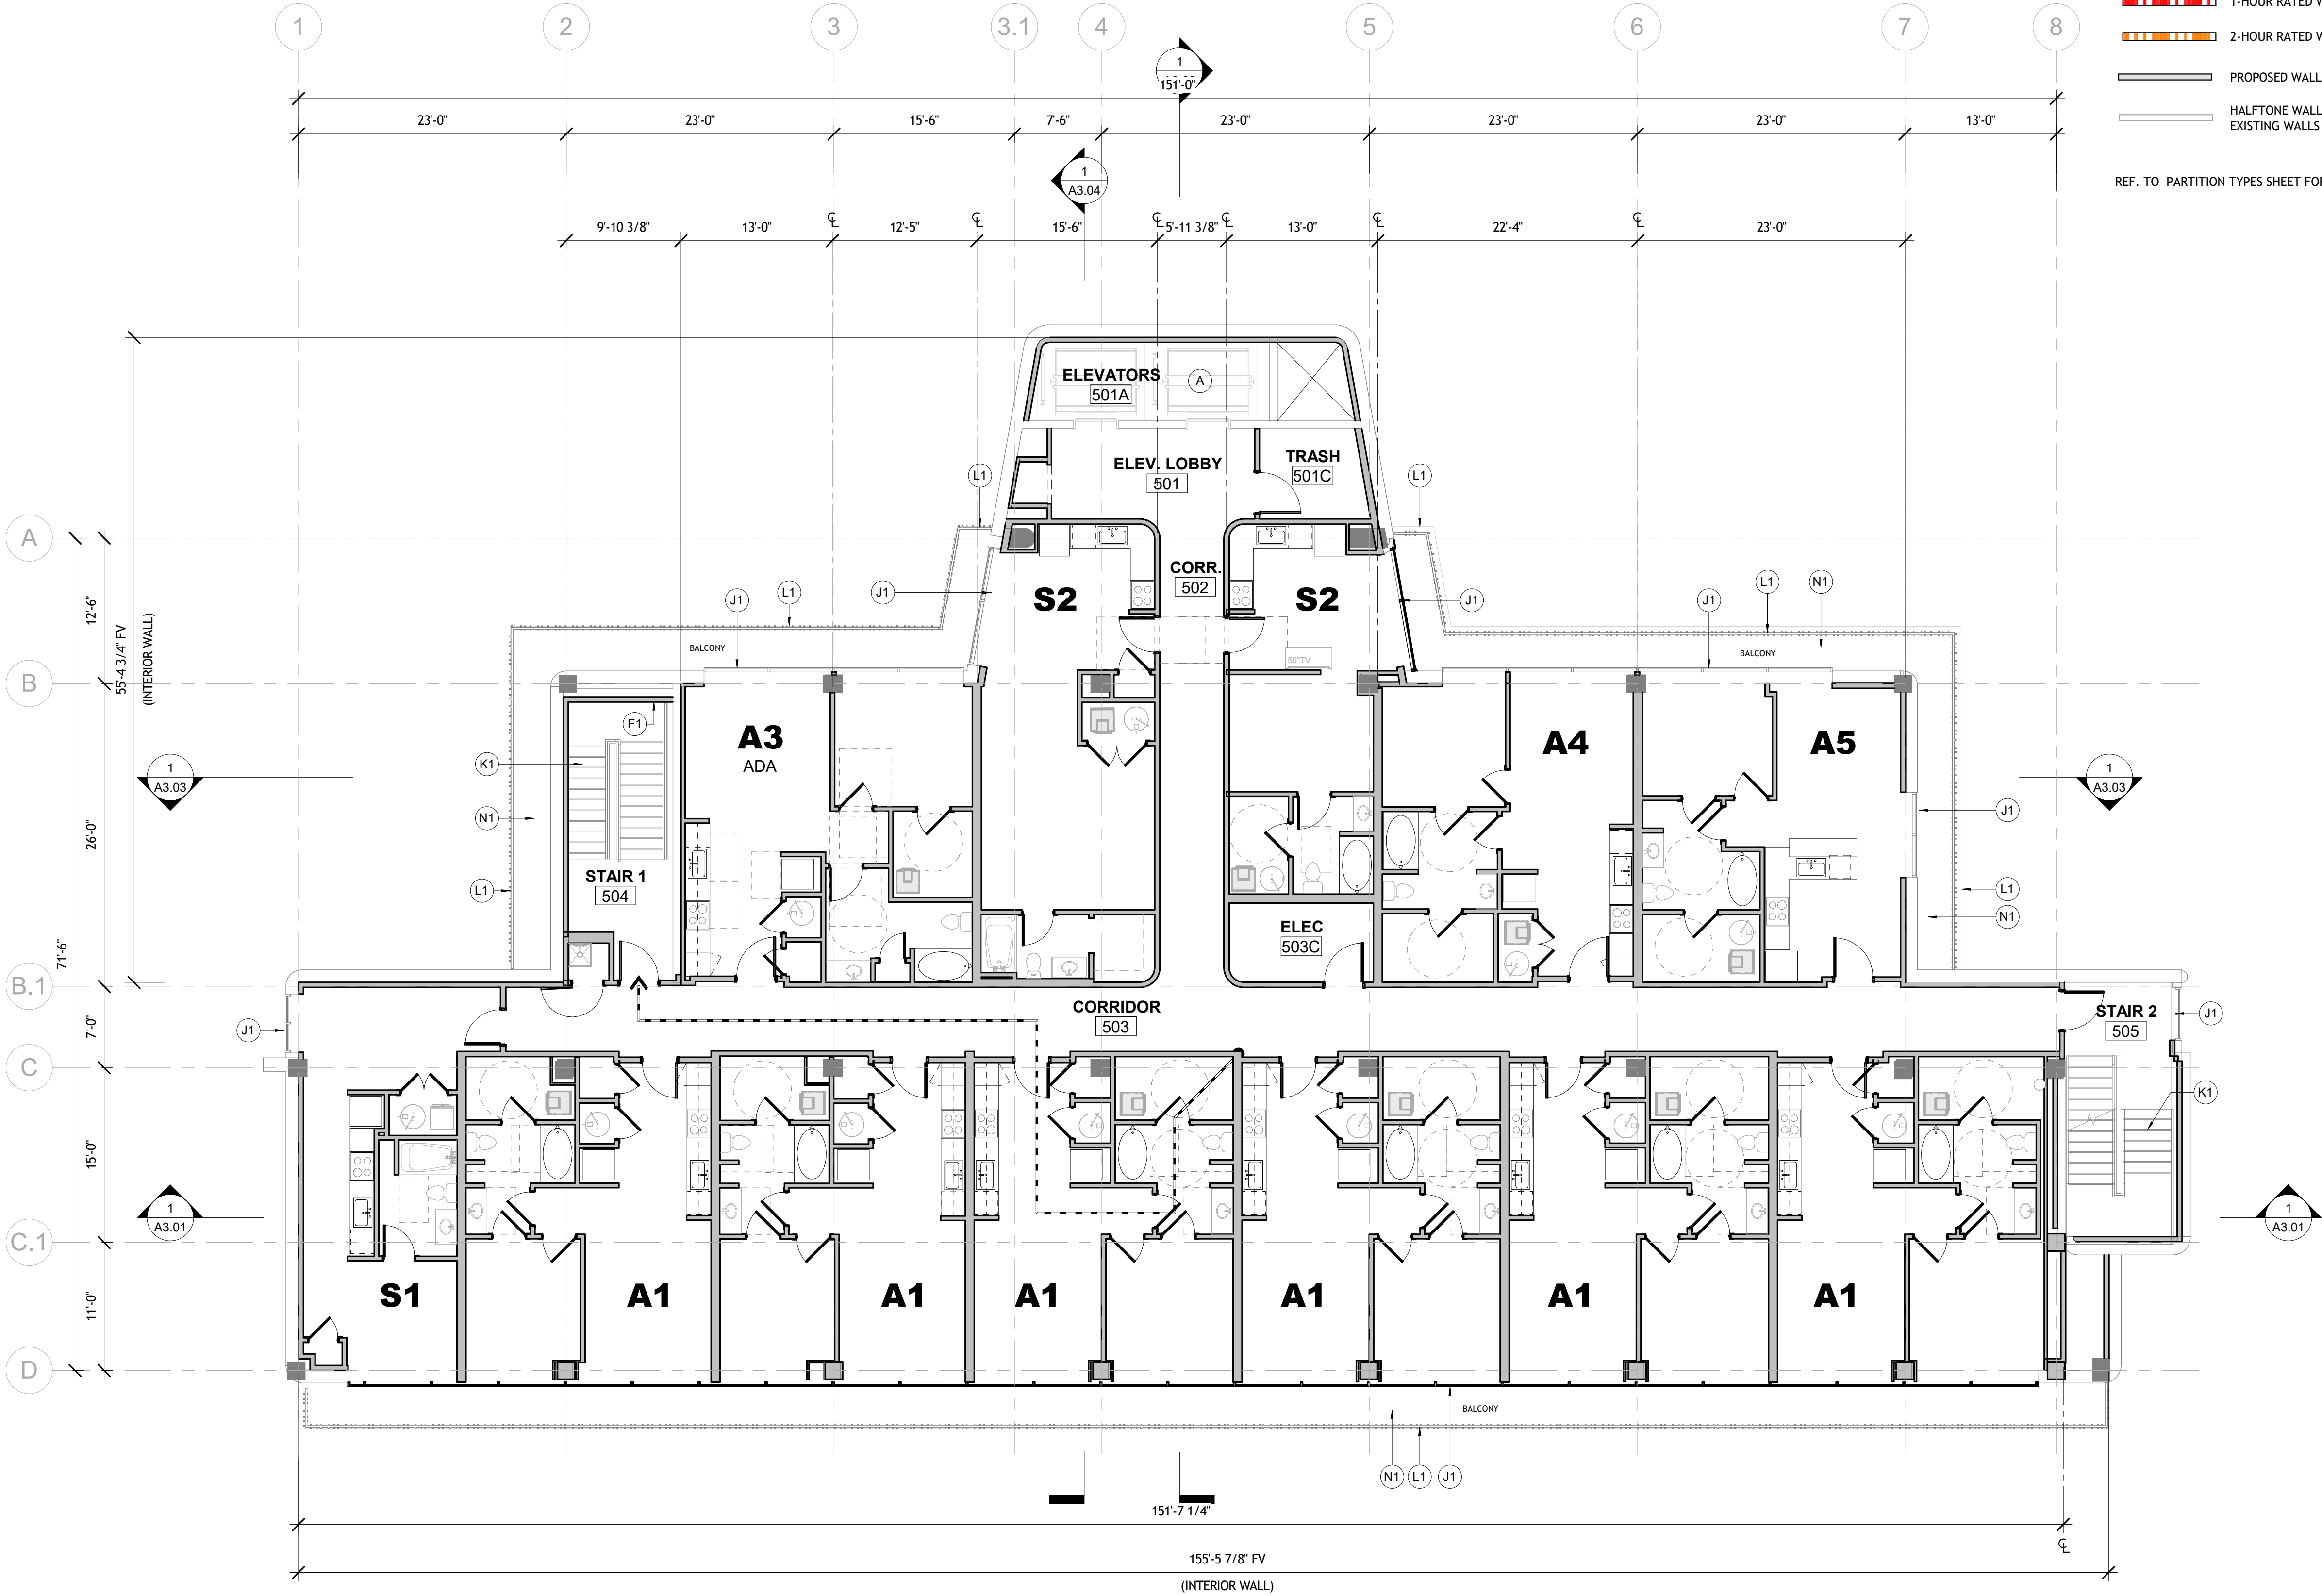 1 2 3 3.1 4 5 6 7 8
1-HOUR RATED
2-HOUR RATED
PROPOSED WALL
HALFTONE WALL
EXISTING WALLS
REF. TO PARTITION TYPES SHEET FOR
1
151'-0"
23'-0" 23'-0" 15'-6" 7'-6" 23'-0" 23'-0" 23'-0" 13'-0"
1
A3.04
9'-10 3/8" 13'-0" 12'-5" 15'-6" 5'-11 3/8" 13'-0" 22'-4" 23'-0"
ELEVATORS
501A
A
ELEV. LOBBY
501
TRASH
501C
L1
L1
A
CORR.
502
S2
S2
J1 L1 J1
J1
J1 L1 N1
BALCONY
BALCONY
50"TV
12'-6"
55'-4 3/4" FV
(INTERIOR WALL)
B
F1
A3
ADA
A4
A5
K1
1
A3.03
1
A3.03
N1
J1
26'-0"
STAIR 1
504
L1
L1
N1
ELEC
503C
71'-6"
B.1
CORRIDOR
503
STAIR 2
505
J1
J1
7'-0"
C
K1
15'-0"
1
A3.01
1
A3.01
C.1
S1
A1 A1 A1 A1 A1 A1
11'-0"
D
BALCONY
N1 L1 J1
151'-7 1/4"
155'-5 7/8" FV
(INTERIOR WALL)